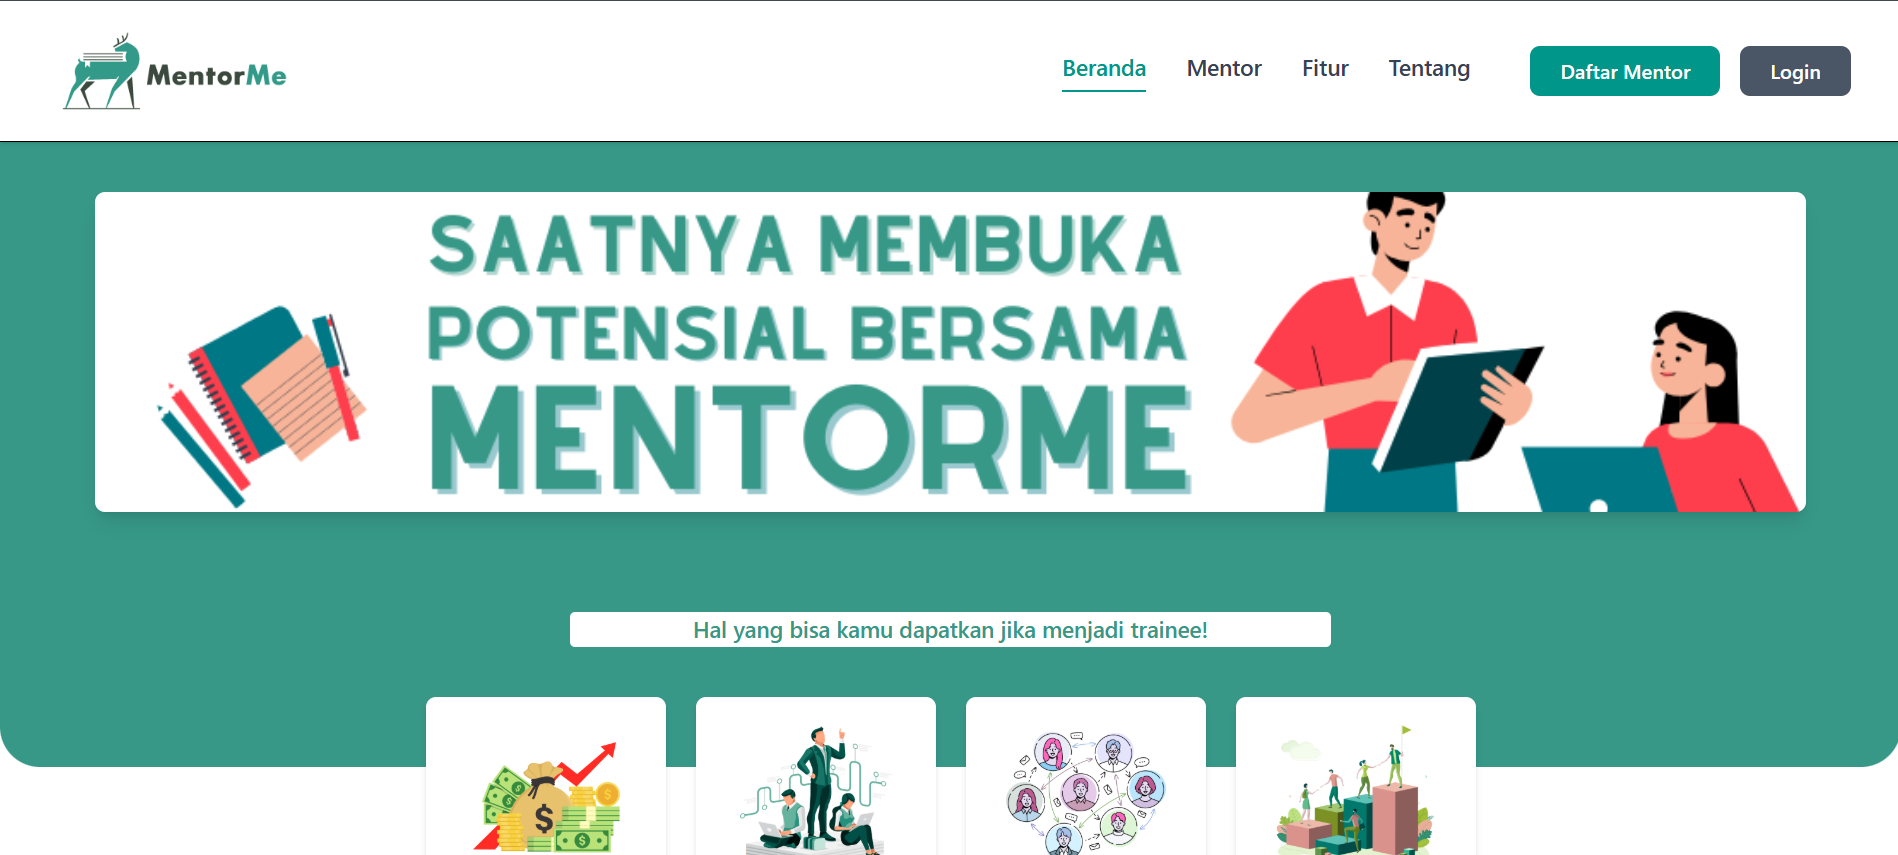 MentorMe
Beranda
Mentor
Fitur
Tentang
Daftar Mentor
Login
SAATNYA MEMBUKA
POTENSIAL BERSAMA
MENTORME
Hal yang bisa kamu dapatkan jika menjadi trainee!